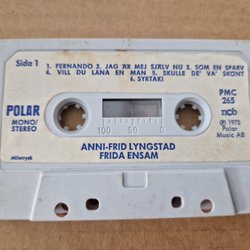 Side 1
1. FERNANDO 2. JAG ÄR MEJ SJÄLV NU 3. SOM EN SPARV
4. VILL DU LÅNA EN MAN 5. SKULLE DE' VA' SKÖNT
6. SYRTAKI
POLAR
MONO/
STEREO
PMC
265
ncb
100 50 0
℗ 1975
Polar
Music AB
ANNI-FRID LYNGSTAD
FRIDA ENSAM